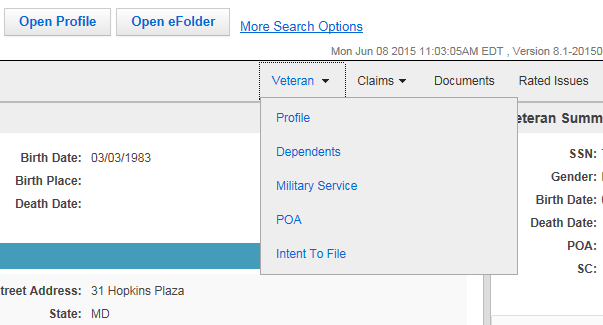 Open Profile Open eFolder More Search Options
Mon Jun 08 2015 11:03:05AM EDT , Version 8.1-20150
Veteran Claims Documents Rated Issues
Profile
Dependents
Military Service
POA
Intent To File
Birth Date: 03/03/1983
Birth Place:
Death Date:
treet Address: 31 Hopkins Plaza
State: MD
eteran Summ
SSN:
Gender:
Birth Date:
Death Date:
POA:
SC: